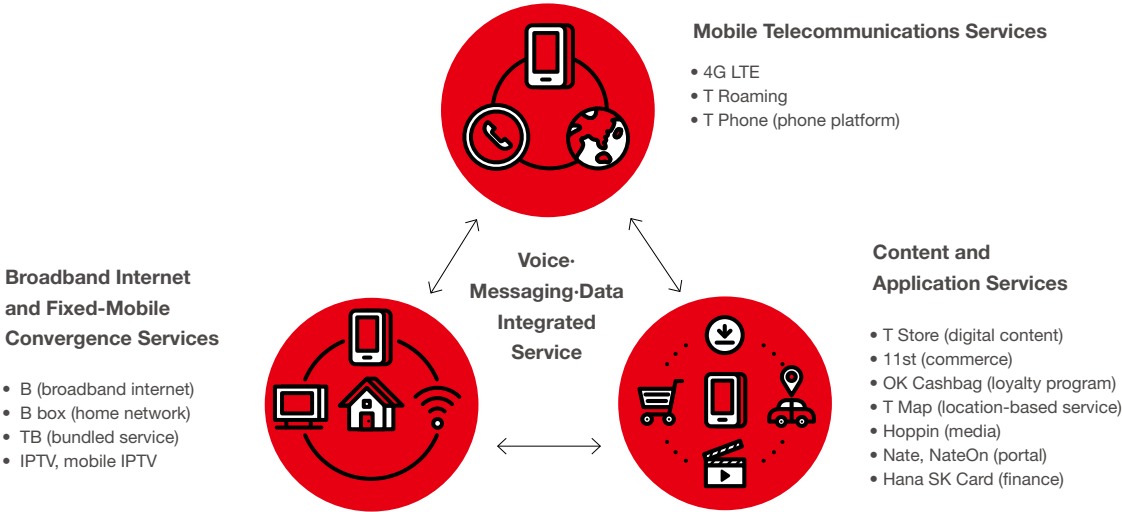 Mobile Telecommunications Services
• 4G LTE
• T Roaming
• T Phone (phone platform)
Voice·
Messaging·Data
Integrated
Service
Broadband Internet
and Fixed-Mobile
Convergence Services
• B (broadband internet)
• B box (home network)
• TB (bundled service)
• IPTV, mobile IPTV
Content and
Application Services
• T Store (digital content)
• 11st (commerce)
• OK Cashbag (loyalty program)
• T Map (location-based service)
• Hoppin (media)
• Nate, NateOn (portal)
• Hana SK Card (finance)